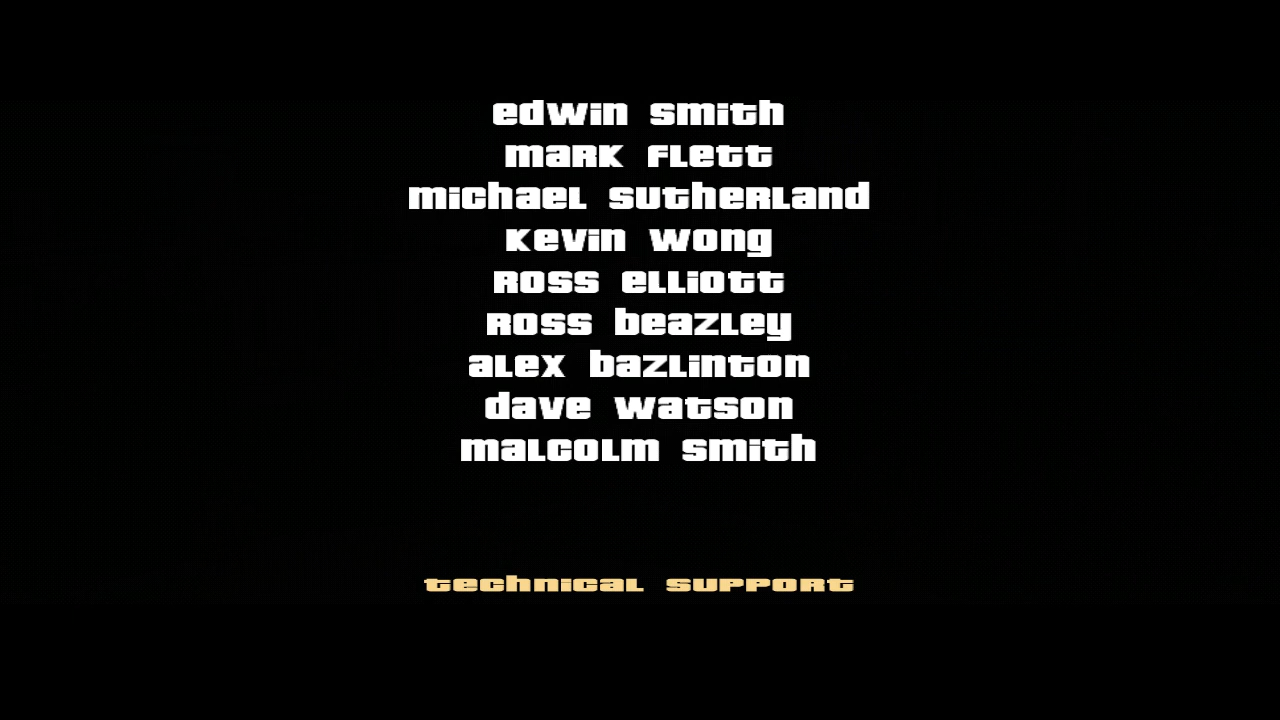 edwin smith
mark flett
michael sutherland
kevin wong
ross elliott
ross beazley
alex bazlinton
dave watson
malcolm smith
technical support